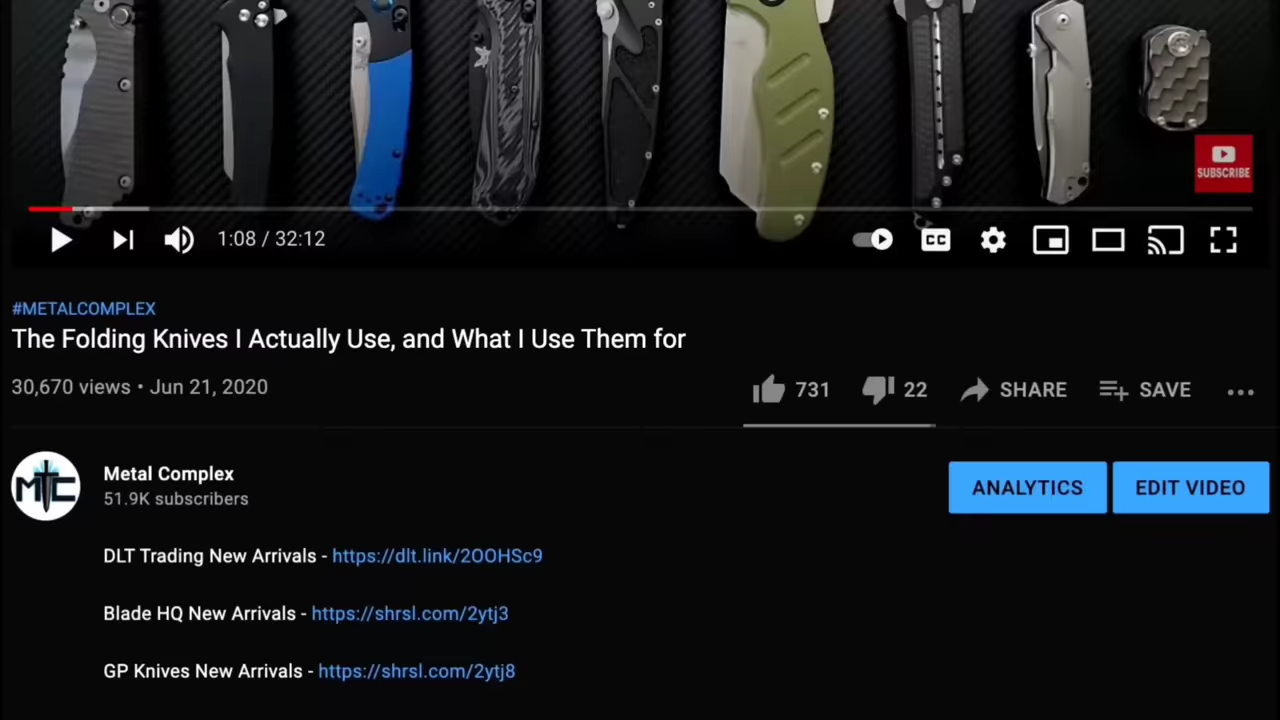 SUBSCRIBE
1:08 / 32:12
CC
#METALCOMPLEX
The Folding Knives I Actually Use, and What I Use Them for
30,670 views • Jun 21, 2020
731 22 SHARE SAVE
MTC
Metal Complex
51.9K subscribers
ANALYTICS EDIT VIDEO
DLT Trading New Arrivals - https://dlt.link/2OOHSc9
Blade HQ New Arrivals - https://shrsl.com/2ytj3
GP Knives New Arrivals - https://shrsl.com/2ytj8